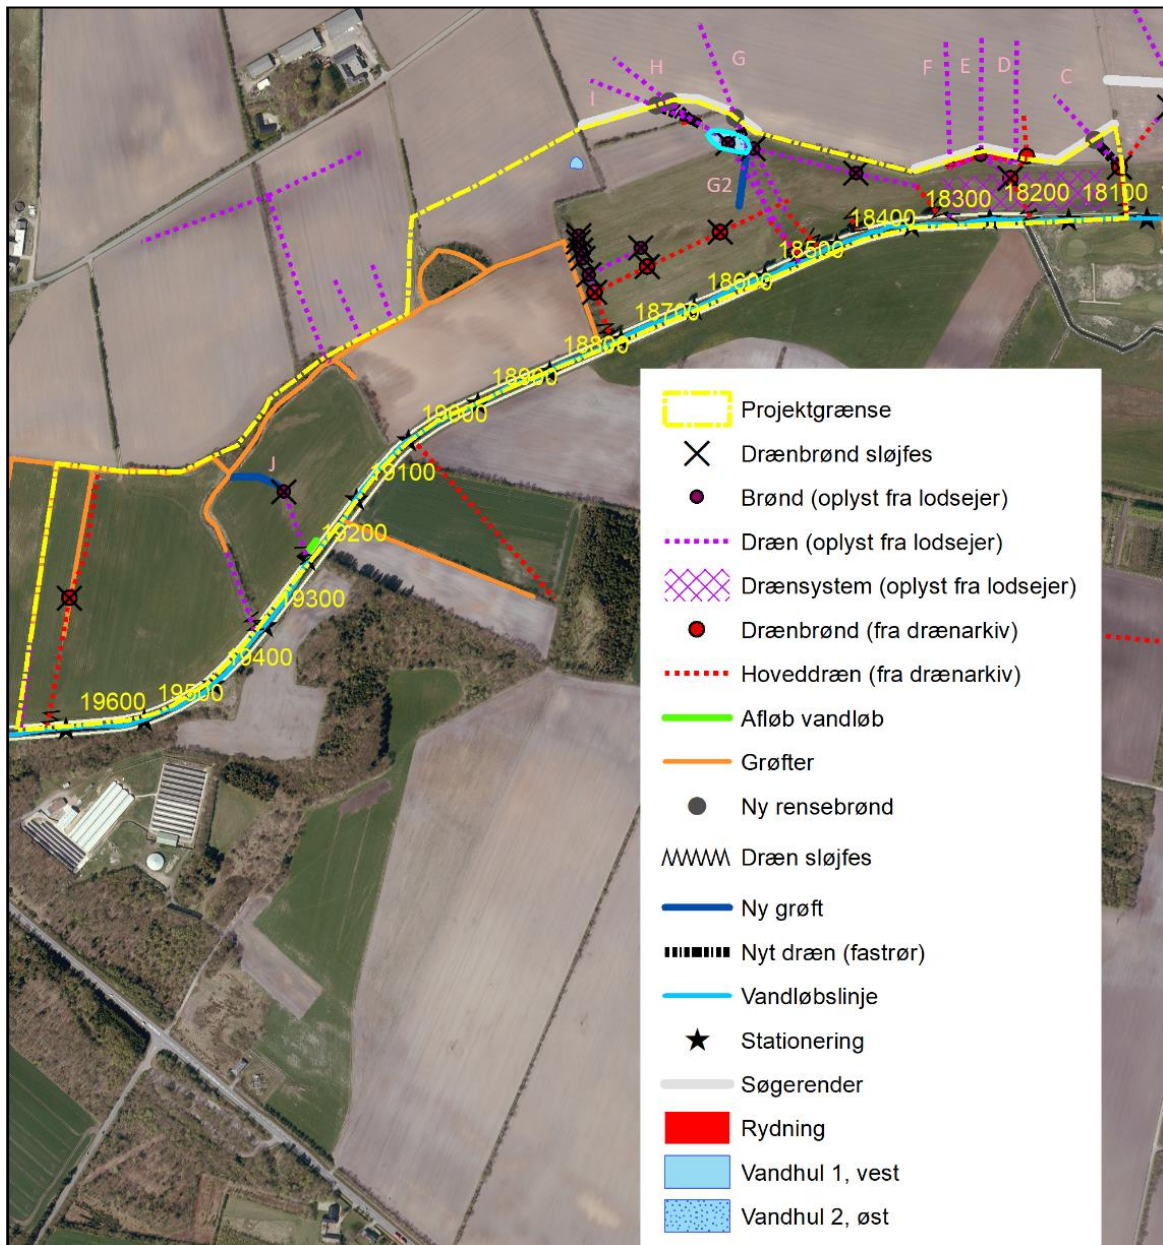 H
G
I
F
E
D
C
G2
18100
18200
18300
18400
18500
18600
18700
18800
18900
19000
19100
J
19200
19300
19400
19500
19600
Projektgrænse
Drænbrønd sløjfes
Brønd (oplyst fra lodsejer)
Dræn (oplyst fra lodsejer)
Drænsystem (oplyst fra lodsejer)
Drænbrønd (fra drænarkiv)
Hoveddræn (fra drænarkiv)
Afløb vandløb
Grøfter
Ny rensebrønd
Dræn sløjfes
Ny grøft
Nyt dræn (fastrør)
Vandløbslinje
Stationering
Søgerender
Rydning
Vandhul 1, vest
Vandhul 2, øst